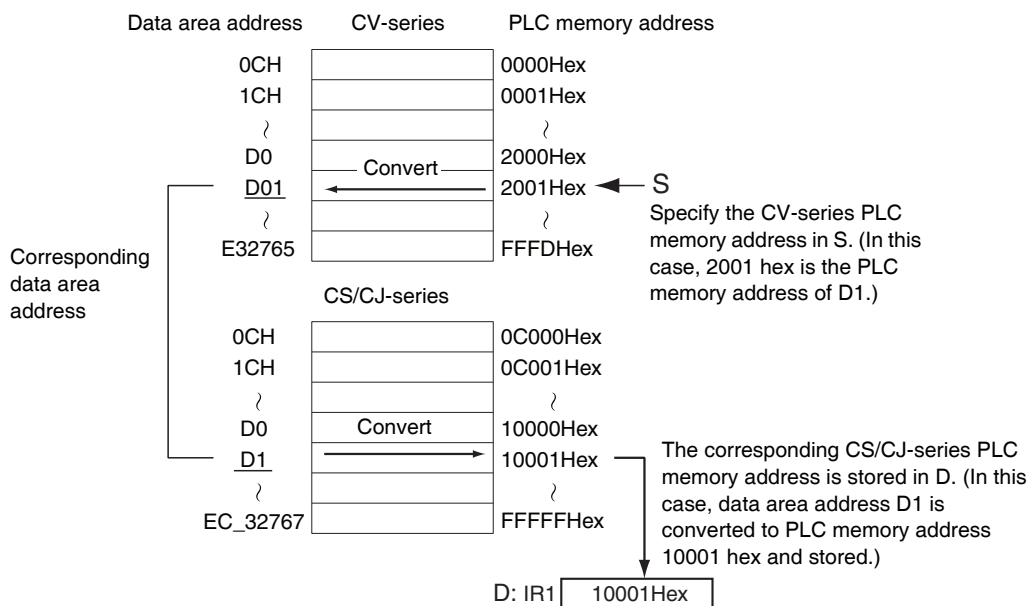 Data area address CV-series PLC memory address
0CH 0000Hex
1CH 0001Hex
~ ~
D0 2000Hex
Convert
D01 2001Hex S
~ ~
E32765 FFFDHex
Specify the CV-series PLC
memory address in S. (In this
case, 2001 hex is the PLC
memory address of D1.)
Corresponding
data area
address
CS/CJ-series
0CH 0C000Hex
1CH 0C001Hex
~ ~
D0 Convert 10000Hex
D1 10001Hex
~ ~
EC_32767 FFFFFHex
The corresponding CS/CJ-series PLC
memory address is stored in D. (In this
case, data area address D1 is
converted to PLC memory address
10001 hex and stored.)
D: IR1 10001Hex